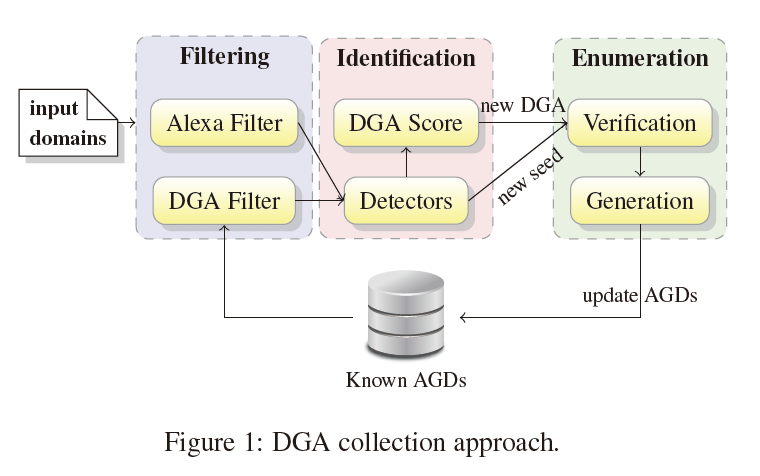 Filtering
Identification
Enumeration
input
domains
Alexa Filter
DGA Score
new DGA
Verification
DGA Filter
Detectors
new seed
Generation
update AGDs
Known AGDs
Figure 1: DGA collection approach.